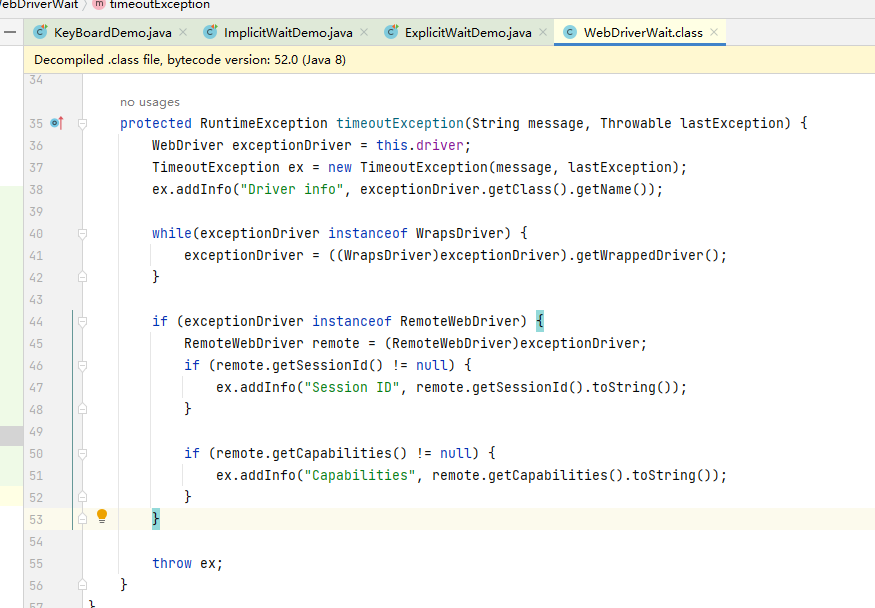 ebDriverWait > m timeoutException
KeyBoardDemo.java ImplicitWaitDemo.java ExplicitWaitDemo.java WebDriverWait.class
Decompiled .class file, bytecode version: 52.0 (Java 8)
34
no usages
35 protected RuntimeException timeoutException(String message, Throwable lastException) {
36 WebDriver exceptionDriver = this.driver;
37 TimeoutException ex = new TimeoutException(message, lastException);
38 ex.addInfo("Driver info", exceptionDriver.getClass().getName());
39
40 while(exceptionDriver instanceof WrapsDriver) {
41 exceptionDriver = ((WrapsDriver)exceptionDriver).getWrappedDriver();
42 }
43
44 if (exceptionDriver instanceof RemoteWebDriver) {
45 RemoteWebDriver remote = (RemoteWebDriver)exceptionDriver;
46 if (remote.getSessionId() != null) {
47 ex.addInfo("Session ID", remote.getSessionId().toString());
48 }
49
50 if (remote.getCapabilities() != null) {
51 ex.addInfo("Capabilities", remote.getCapabilities().toString());
52 }
53 }
54
55 throw ex;
56 }
57 }